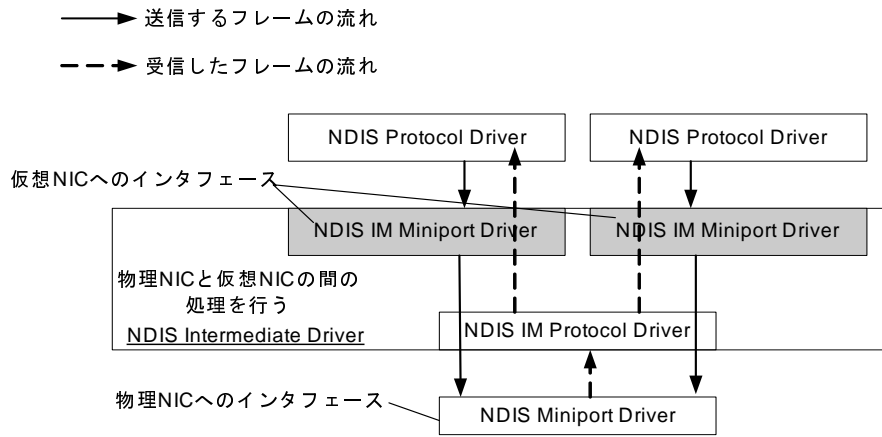 送信するフレームの流れ
受信したフレームの流れ
NDIS Protocol Driver
NDIS Protocol Driver
仮想NICへのインタフェース
NDIS IM Miniport Driver
NDIS IM Miniport Driver
物理NICと仮想NICの間の
処理を行う
NDIS Intermediate Driver
NDIS IM Protocol Driver
物理NICへのインタフェース
NDIS Miniport Driver